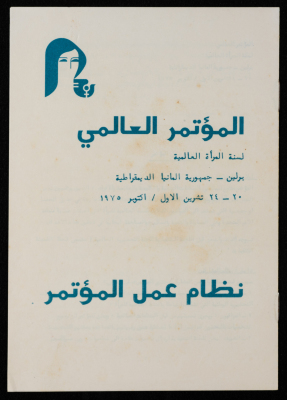 المؤتمر العالمي
لسنة المرأة العالمية
برلين – جمهورية المانيا الديمقراطية
٢٠ – ٢٤ تشرين الاول / اكتوبر ١٩٧٥
نظام عمل المؤتمر